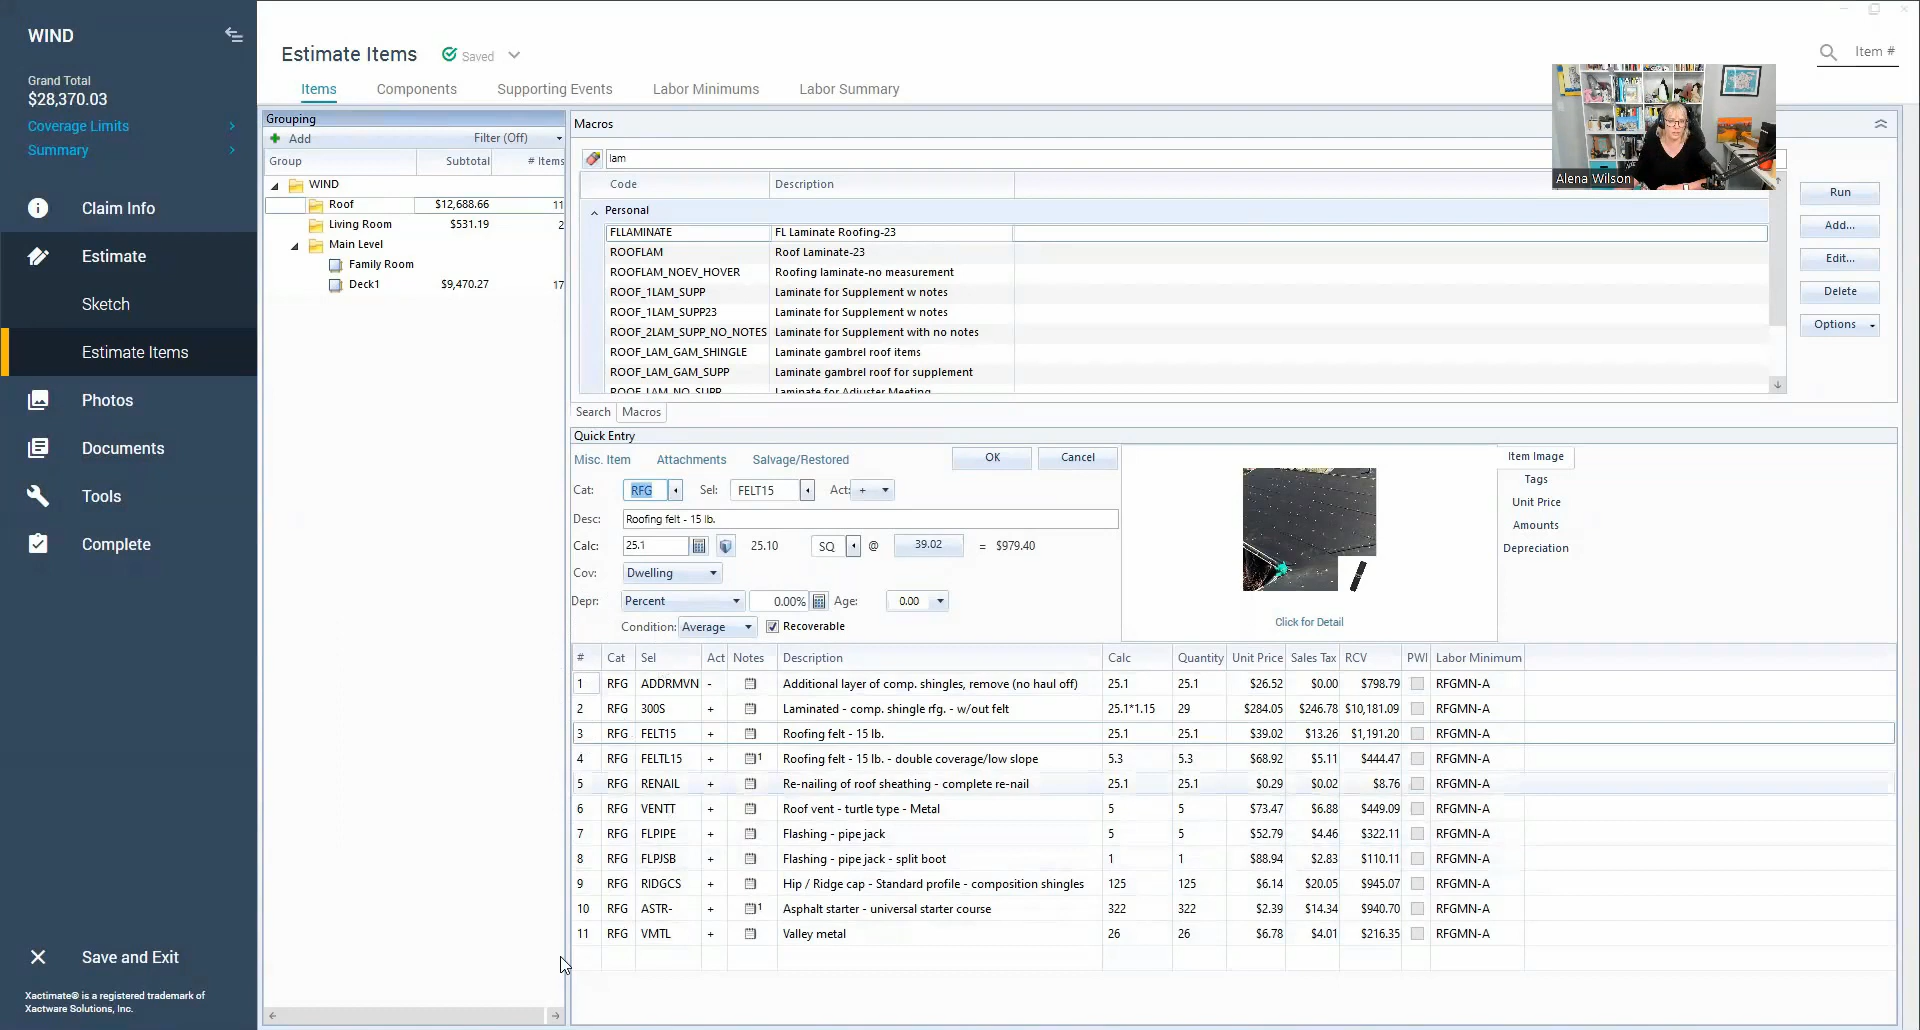 WIND
Grand Total
$28,370.03
Coverage Limits
Summary
Claim Info
Estimate
Sketch
Estimate Items
Photos
Documents
Tools
Complete
Save and Exit
Xactimate® is a registered trademark of
Xactware Solutions, Inc.
Estimate Items Saved
Item #
Items Components Supporting Events Labor Minimums Labor Summary
Grouping
Add Filter (Off)
Group Subtotal # Items
WIND
Roof $12,688.66 11
Living Room $531.19 2
Main Level
Family Room
Deck1 $9,470.27 17
Macros
lam
Alena Wilson
Code Description
Personal
FLLAMINATE FL Laminate Roofing-23
ROOFLAM Roof Laminate-23
ROOFLAM_NOEV_HOVER Roofing laminate-no measurement
ROOF_1LAM_SUPP Laminate for Supplement w notes
ROOF_1LAM_SUPP23 Laminate for Supplement w notes
ROOF_2LAM_SUPP_NO_NOTES Laminate for Supplement with no notes
ROOF_LAM_GAM_SHINGLE Laminate gambrel roof items
ROOF_LAM_GAM_SUPP Laminate gambrel roof for supplement
ROOF_LAM_NO_SUPP Laminate for Adjuster Meeting
Run
Add...
Edit...
Delete
Options
Search Macros
Quick Entry
Misc. Item Attachments Salvage/Restored OK Cancel
Cat: RFG Sel: FELT15 Act: +
Desc: Roofing felt - 15 lb.
Calc: 25.1 25.10 SQ @ 39.02 = $979.40
Cov: Dwelling
Depr: Percent 0.00% Age: 0.00
Condition: Average Recoverable
Click for Detail
Item Image
Tags
Unit Price
Amounts
Depreciation
# Cat Sel Act Notes Description Calc Quantity Unit Price Sales Tax RCV PWI Labor Minimum
1 RFG ADDRMVN - Additional layer of comp. shingles, remove (no haul off) 25.1 25.1 $26.52 $0.00 $798.79 RFGMN-A
2 RFG 300S + Laminated - comp. shingle rfg. - w/out felt 25.1*1.15 29 $284.05 $246.78 $10,181.09 RFGMN-A
3 RFG FELT15 + Roofing felt - 15 lb. 25.1 25.1 $39.02 $13.26 $1,191.20 RFGMN-A
4 RFG FELTL15 + 1 Roofing felt - 15 lb. - double coverage/low slope 5.3 5.3 $68.92 $5.11 $444.47 RFGMN-A
5 RFG RENAIL + Re-nailing of roof sheathing - complete re-nail 25.1 25.1 $0.29 $0.02 $8.76 RFGMN-A
6 RFG VENTT + Roof vent - turtle type - Metal 5 5 $73.47 $6.88 $449.09 RFGMN-A
7 RFG FLPIPE + Flashing - pipe jack 5 5 $52.79 $4.46 $322.11 RFGMN-A
8 RFG FLPJSB + Flashing - pipe jack - split boot 1 1 $88.94 $2.83 $110.11 RFGMN-A
9 RFG RIDGCS + Hip / Ridge cap - Standard profile - composition shingles 125 125 $6.14 $20.05 $945.07 RFGMN-A
10 RFG ASTR- + 1 Asphalt starter - universal starter course 322 322 $2.39 $14.34 $940.70 RFGMN-A
11 RFG VMTL + Valley metal 26 26 $6.78 $4.01 $216.35 RFGMN-A